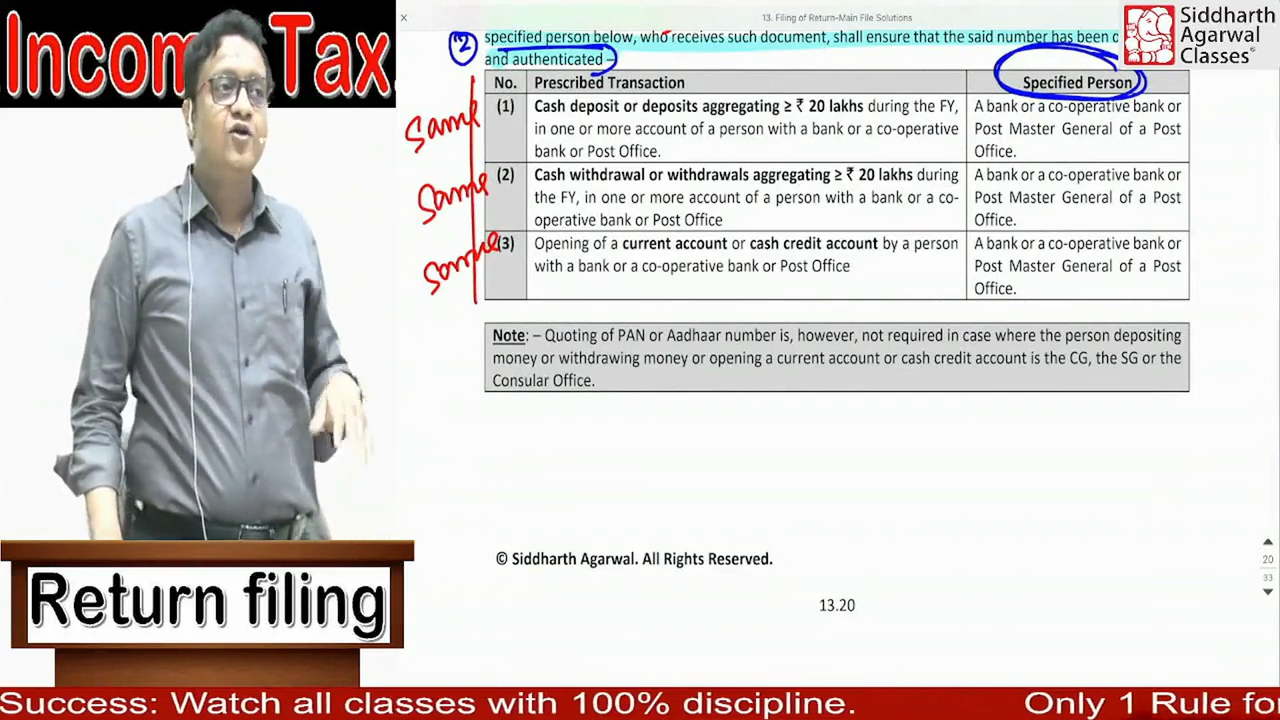 Income Tax.
13. Filing of Return-Main File Solutions
Siddharth
Agarwal
Classes
2
specified person below, who receives such document, shall ensure that the said number has been
and authenticated –
No. Prescribed Transaction Specified Person
same
(1) Cash deposit or deposits aggregating ≥ ₹ 20 lakhs during the FY, in one or more account of a person with a bank or a co-operative bank or Post Office.
A bank or a co-operative bank or Post Master General of a Post Office.
same
(2) Cash withdrawal or withdrawals aggregating ≥ ₹ 20 lakhs during the FY, in one or more account of a person with a bank or a co-operative bank or Post Office
A bank or a co-operative bank or Post Master General of a Post Office.
same
(3) Opening of a current account or cash credit account by a person with a bank or a co-operative bank or Post Office
A bank or a co-operative bank or Post Master General of a Post Office.
Note: – Quoting of PAN or Aadhaar number is, however, not required in case where the person depositing
money or withdrawing money or opening a current account or cash credit account is the CG, the SG or the
Consular Office.
© Siddharth Agarwal. All Rights Reserved.
13.20
20
33
Return filing
Success: Watch all classes with 100% discipline. Only 1 Rule for